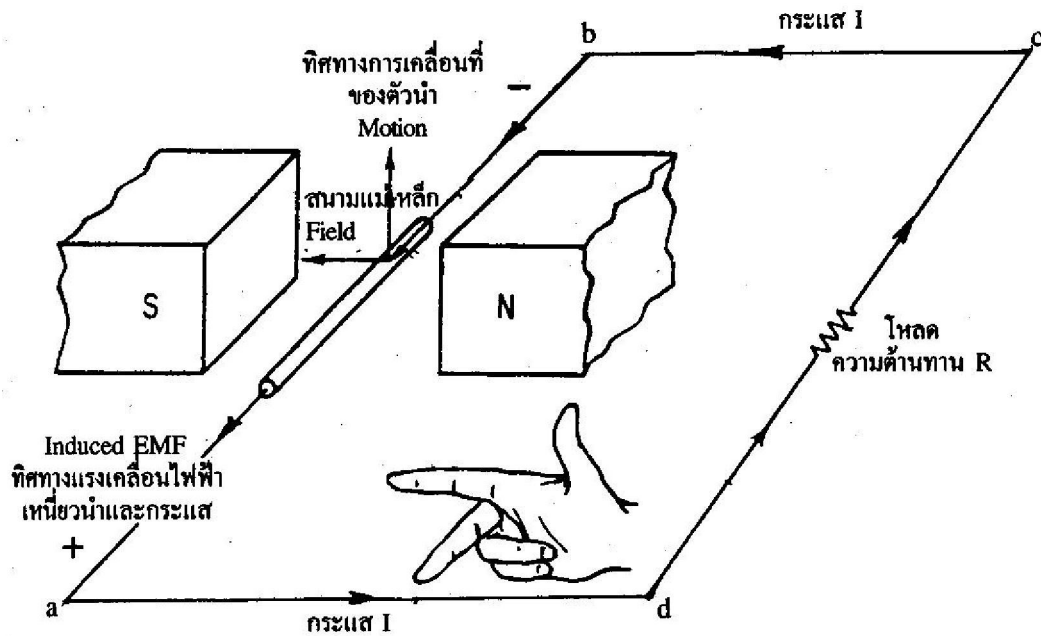 กระแส I
b
c
ทิศทางการเคลื่อนที่
ของตัวนำ
Motion
−
สนามแม่เหล็ก
Field
S
N
โหลด
ความต้านทาน R
Induced EMF
ทิศทางแรงเคลื่อนไฟฟ้า
เหนี่ยวนำและกระแส
+
a
d
กระแส I